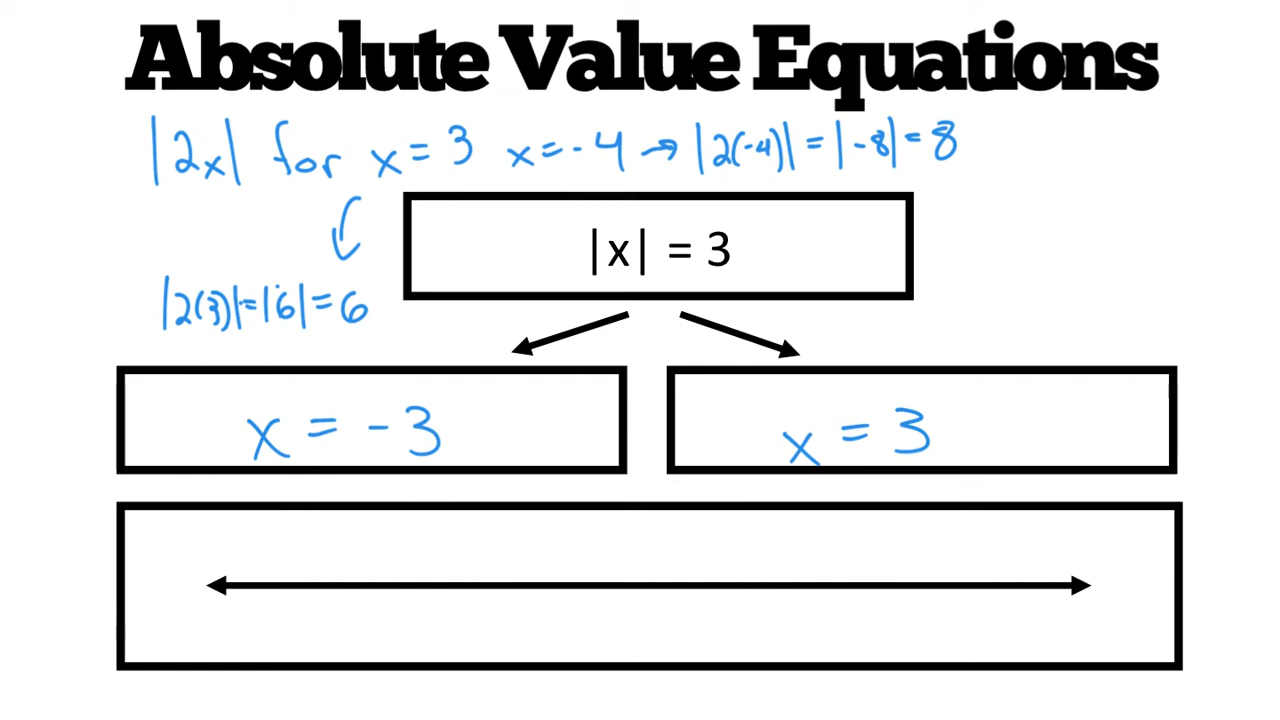 Absolute Value Equations
|2x| for x = 3 x = -4 → |2(-4)| = |-8| = 8
|x| = 3
|2(3)| = |6| = 6
x = -3
x = 3